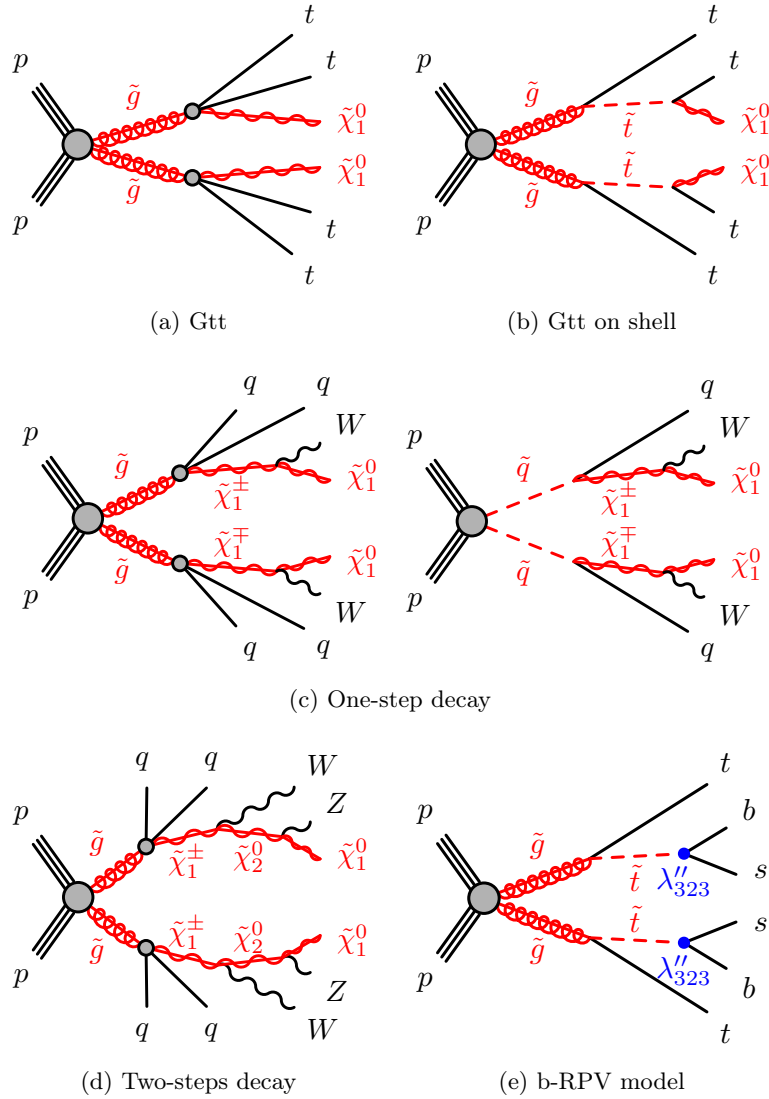 t
t
p
g̃
χ̃₁⁰
χ̃₁⁰
g̃
p
t
t
(a) Gtt
t
t
p
g̃
t̃
χ̃₁⁰
t̃
χ̃₁⁰
g̃
p
t
t
(b) Gtt on shell
q
q
W
p
g̃
χ̃₁⁰
χ̃₁±
χ̃₁∓
χ̃₁⁰
g̃
p
W
q
q
q
W
p
q̃
χ̃₁⁰
χ̃₁±
χ̃₁∓
χ̃₁⁰
q̃
p
W
q
(c) One-step decay
q
q
W
Z
p
g̃
χ̃₁±
χ̃₂⁰
χ̃₁⁰
χ̃₁±
χ̃₂⁰
χ̃₁⁰
g̃
p
Z
q
q
W
(d) Two-steps decay
t
b
p
g̃
s
t̃
λ″₃₂₃
t̃
s
g̃
λ″₃₂₃
p
b
t
(e) b-RPV model